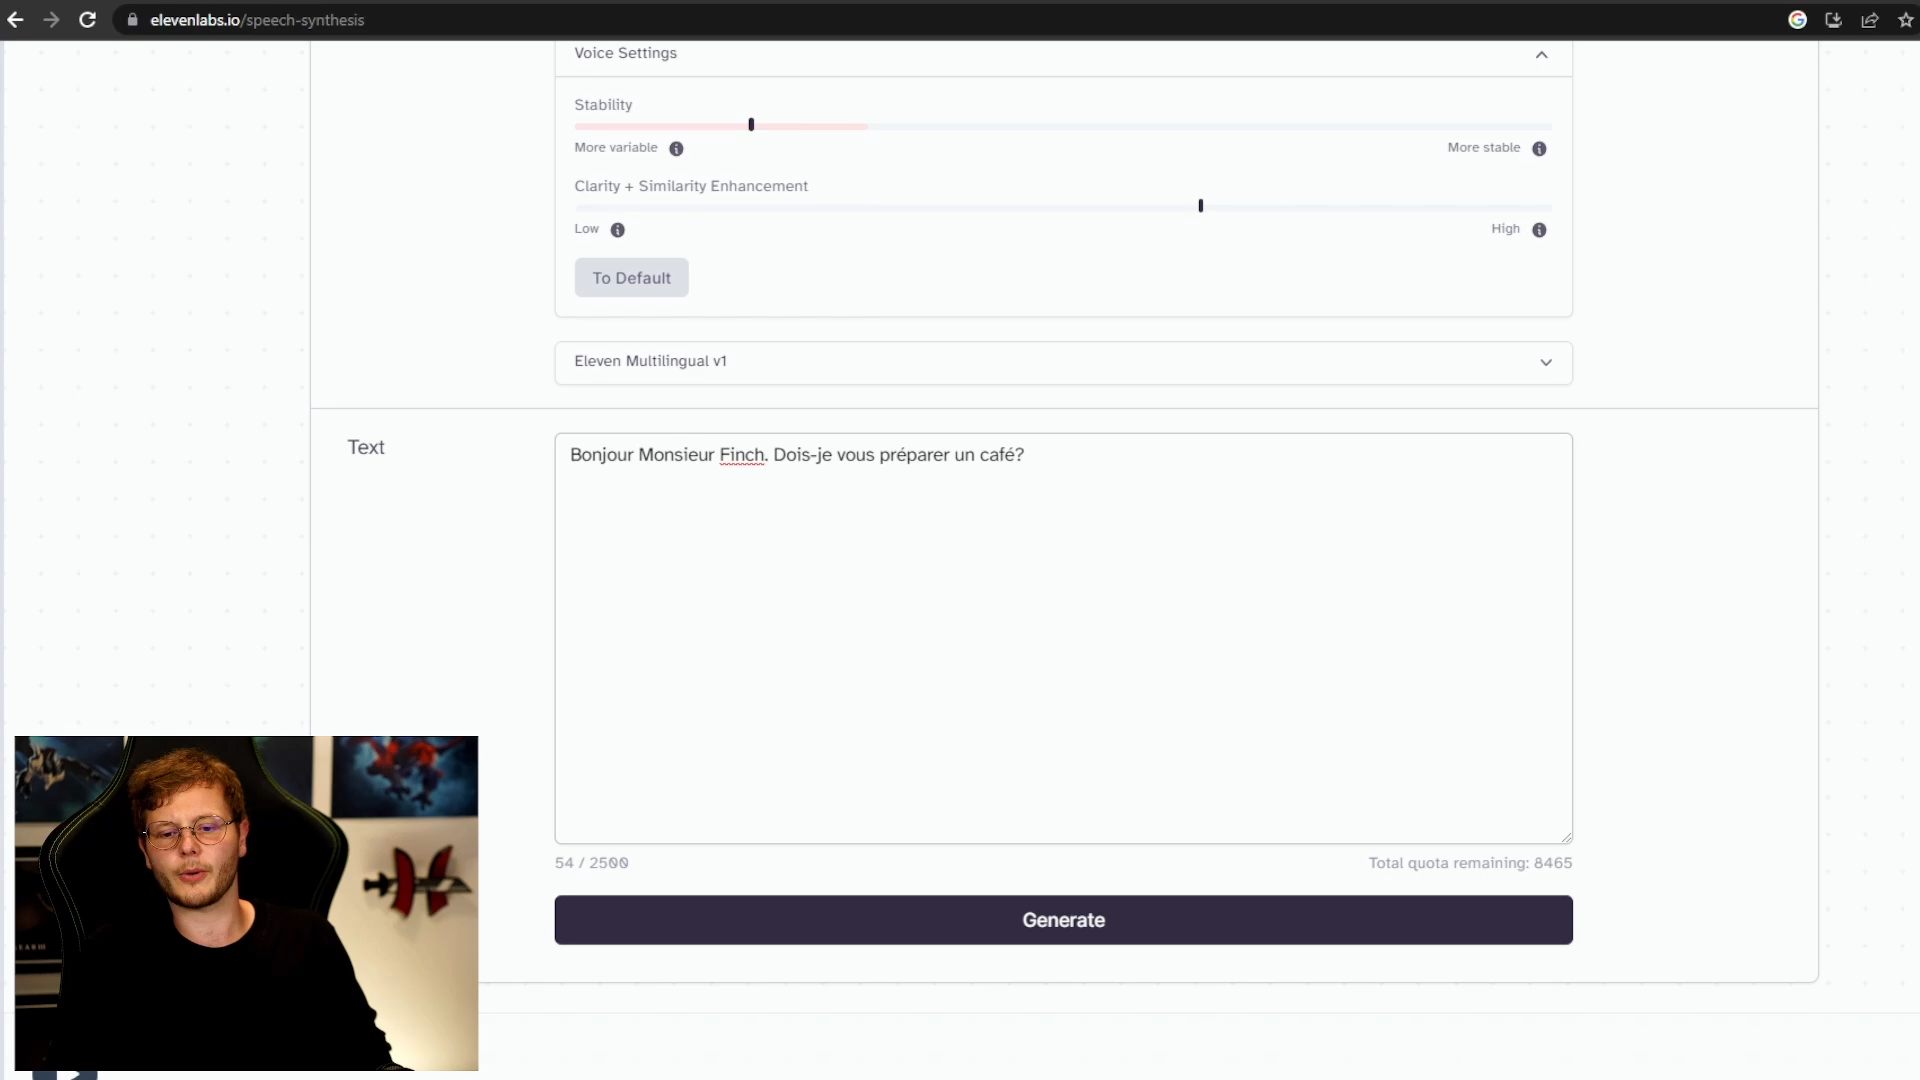 elevenlabs.io/speech-synthesis
Voice Settings
Stability
More variable
More stable
Clarity + Similarity Enhancement
Low
High
To Default
Eleven Multilingual v1
Text
Bonjour Monsieur Finch. Dois-je vous préparer un café?
54 / 2500
Total quota remaining: 8465
Generate